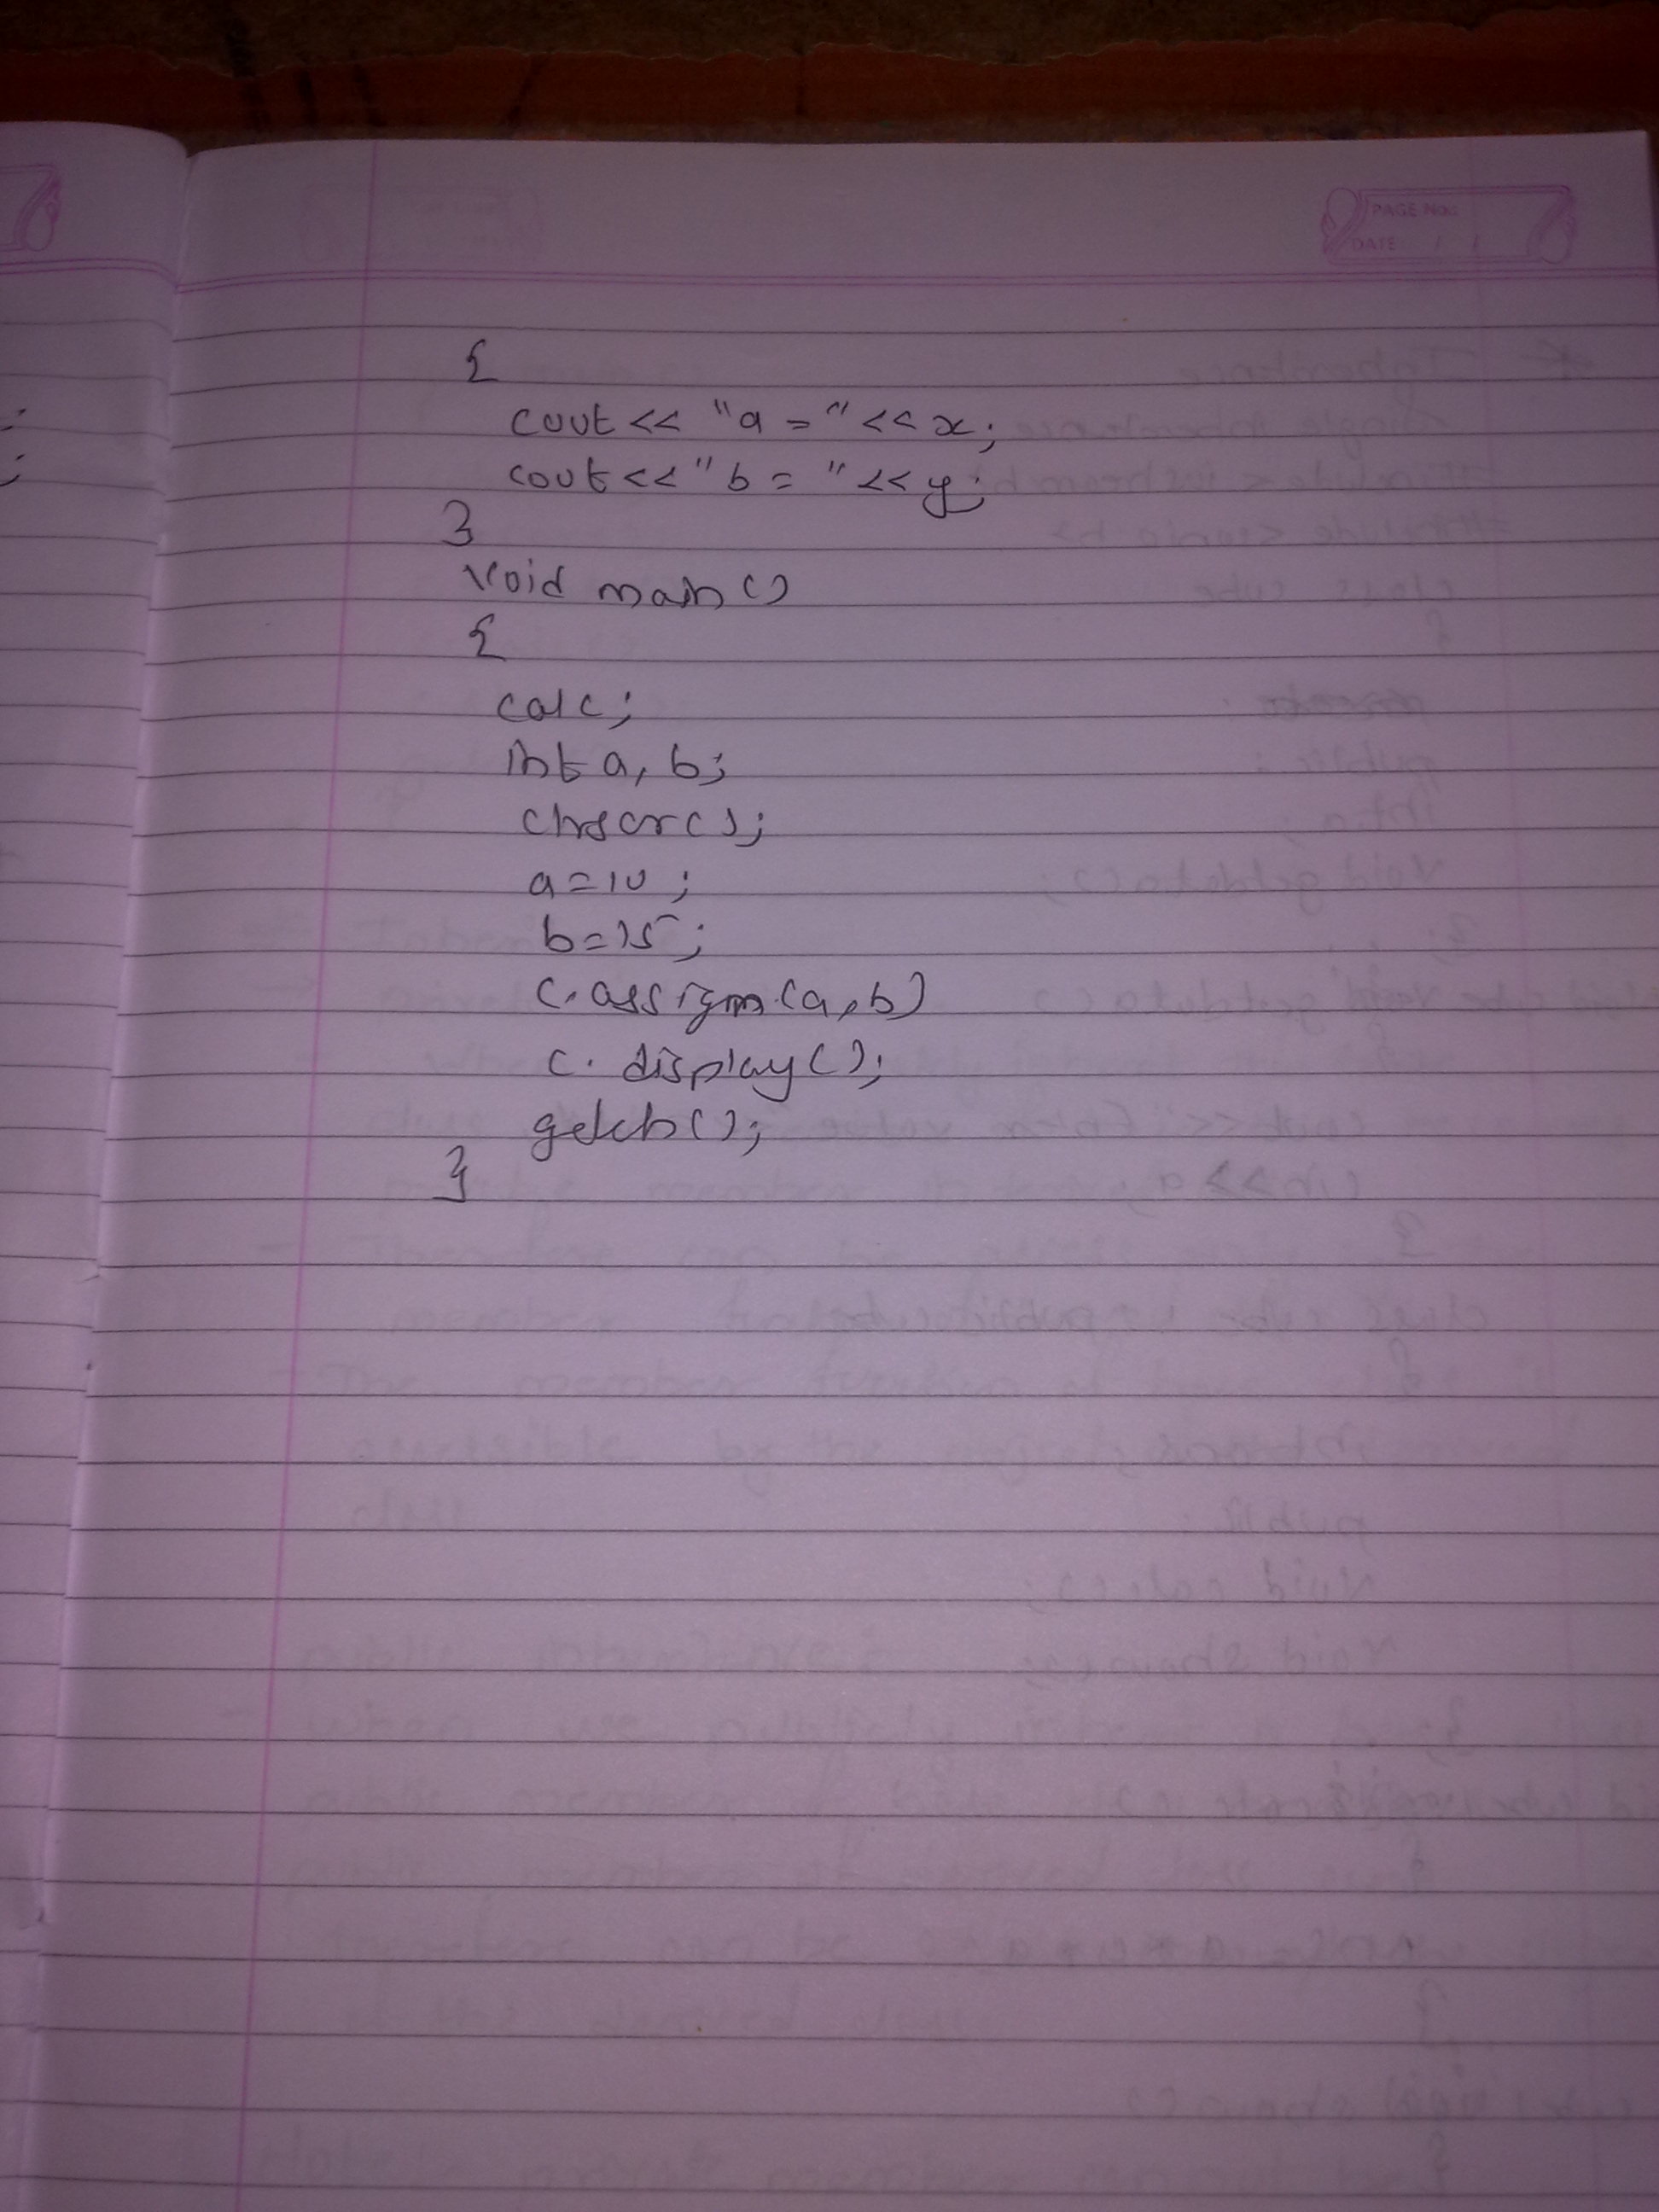 PAGE No.:
DATE / /
{
cout << "a = " << x;
cout << "b = " << y;
}
void main()
{
calc;
int a, b;
clrscr();
a=10;
b=15;
c.assign(a,b)
c.display();
getch();
}